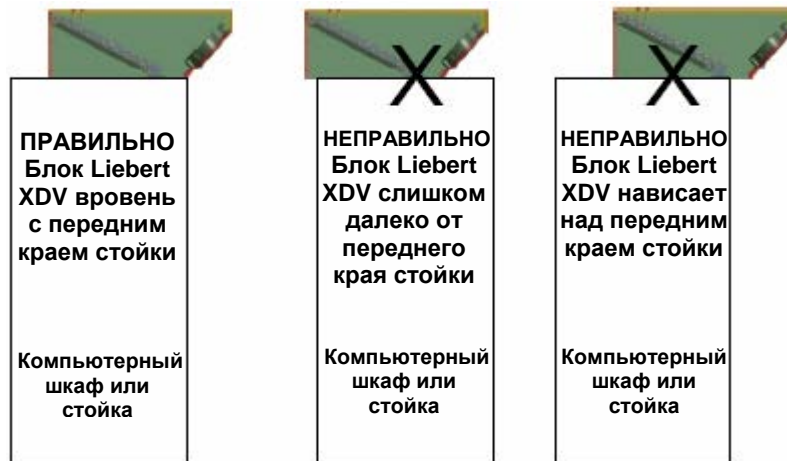 ПРАВИЛЬНО
Блок Liebert
XDV вровень
с передним
краем стойки
Компьютерный
шкаф или
стойка
НЕПРАВИЛЬНО
Блок Liebert
XDV слишком
далеко от
переднего
края стойки
Компьютерный
шкаф или
стойка
НЕПРАВИЛЬНО
Блок Liebert
XDV нависает
над передним
краем стойки
Компьютерный
шкаф или
стойка